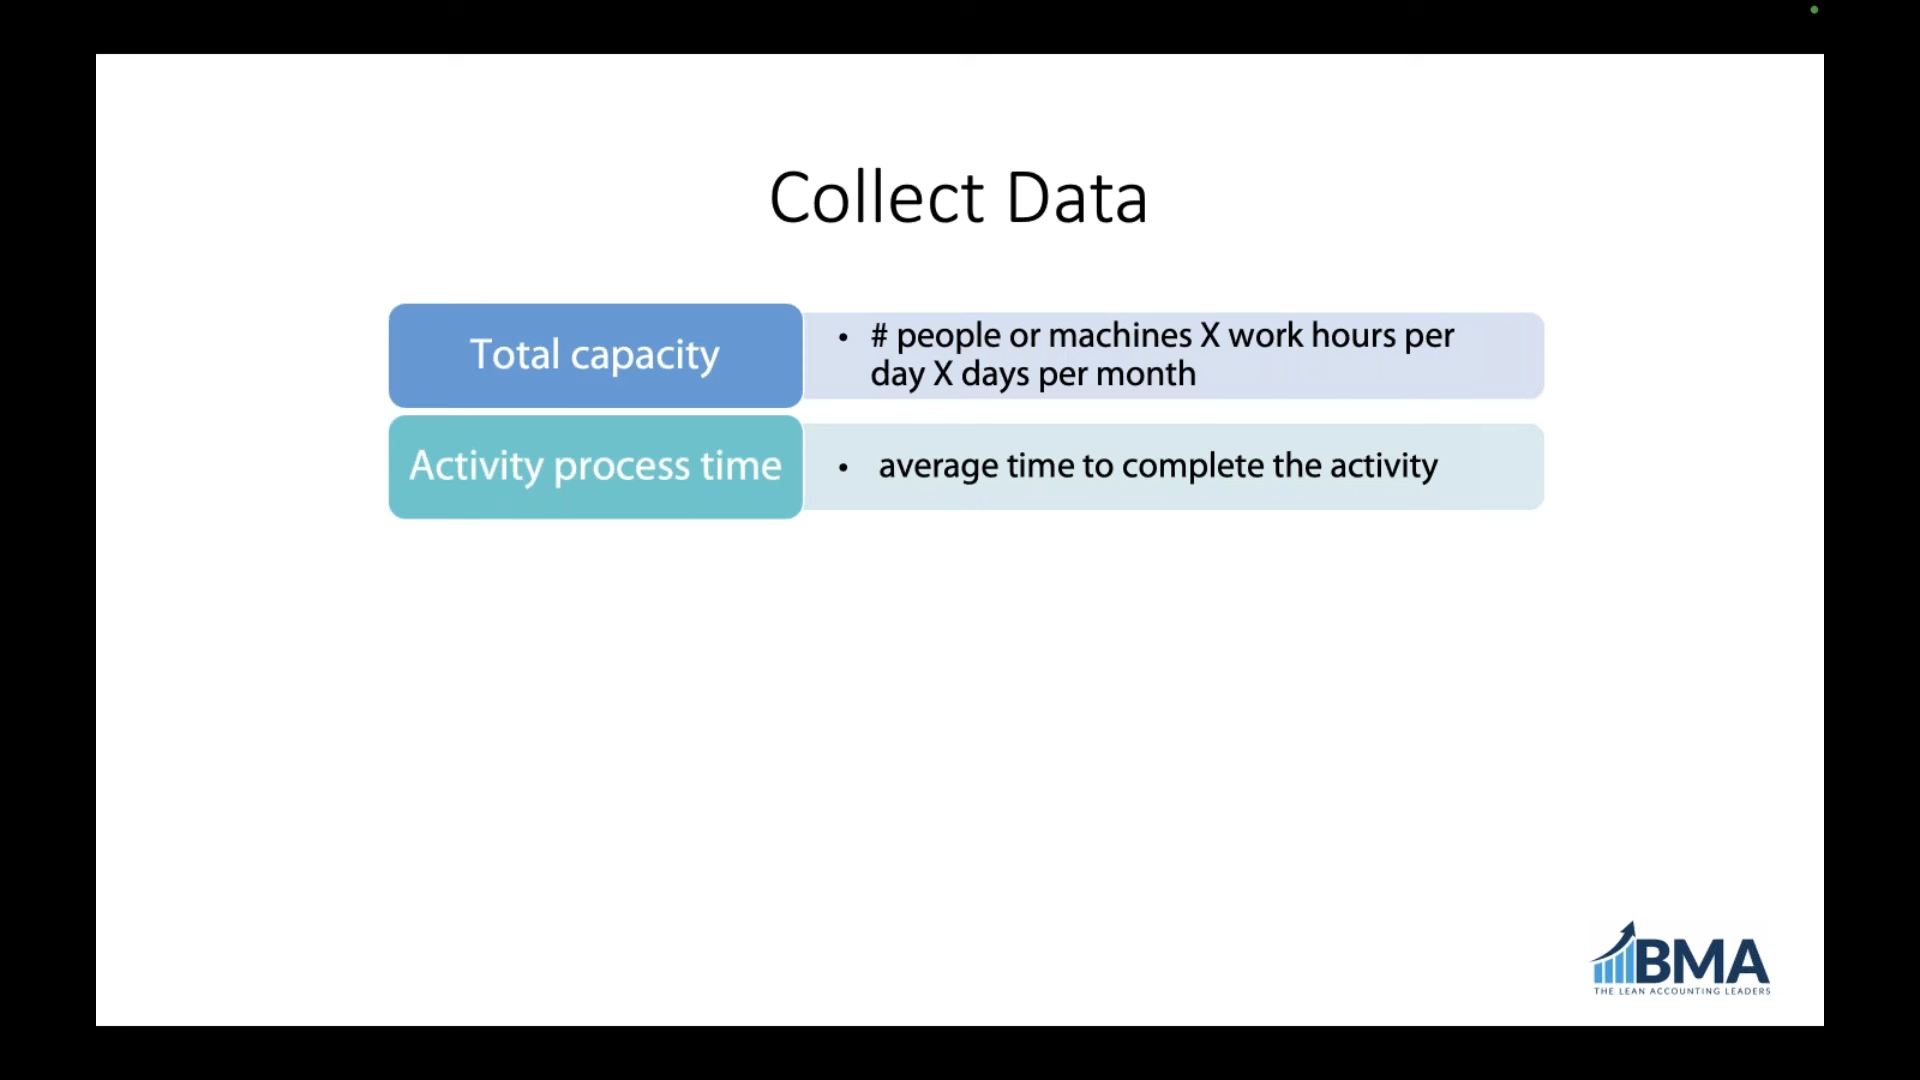 Collect Data
Total capacity
• # people or machines X work hours per
day X days per month
Activity process time
• average time to complete the activity
BMA
THE LEAN ACCOUNTING LEADERS